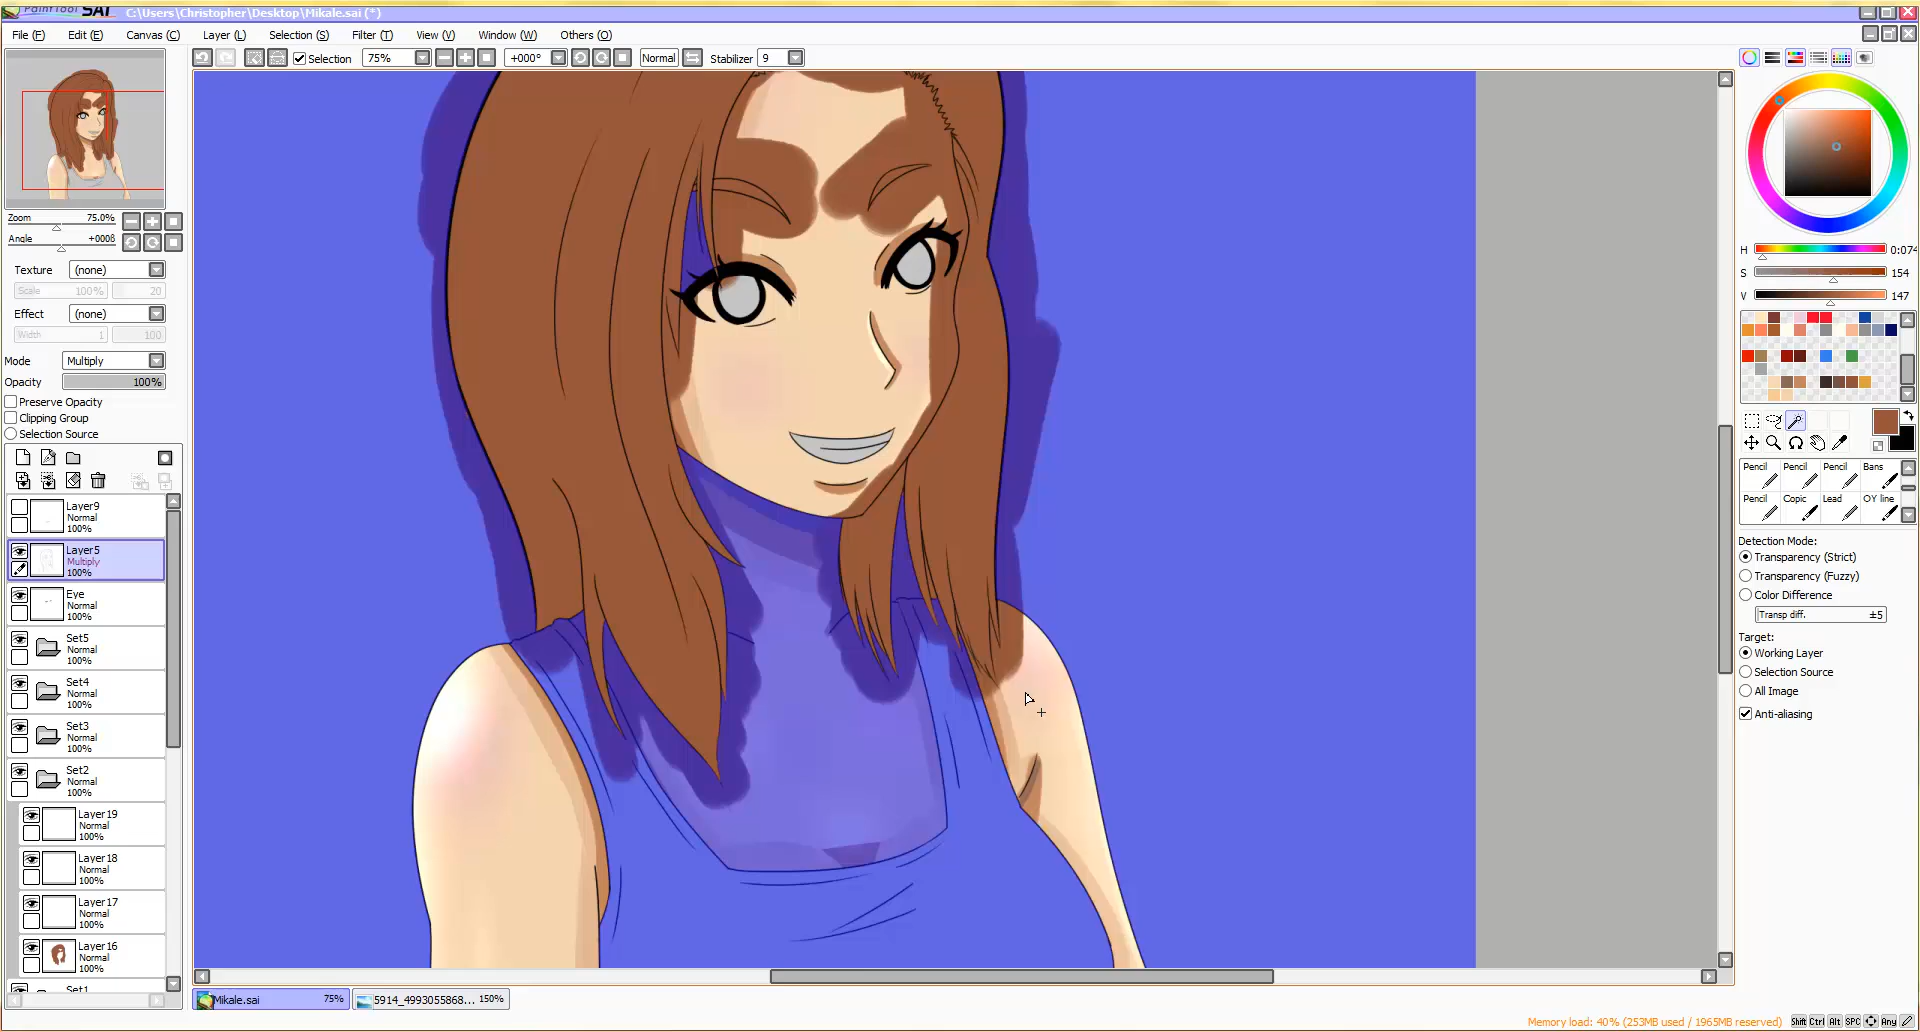 PaintTool SAI C:\Users\Christopher\Desktop\Mikale.sai (*)
File (F) Edit (E) Canvas (C) Layer (L) Selection (S) Filter (T) View (V) Window (W) Others (O)
Selection 75% +000° Normal Stabilizer 9
Zoom 75.0%
Angle +000ß
Texture (none)
Scale 100% 20
Effect (none)
Width 1 100
Mode Multiply
Opacity 100%
Preserve Opacity
Clipping Group
Selection Source
Layer9
Normal
100%
Layer5
Multiply
100%
Eye
Normal
100%
Set5
Normal
100%
Set4
Normal
100%
Set3
Normal
100%
Set2
Normal
100%
Layer19
Normal
100%
Layer18
Normal
100%
Layer17
Normal
100%
Layer16
Normal
100%
Set1
H 0:074
S 154
V 147
Pencil Pencil Pencil Bans
Pencil Copic Lead OY line
Detection Mode:
Transparency (Strict)
Transparency (Fuzzy)
Color Difference
Transp diff. ±5
Target:
Working Layer
Selection Source
All Image
Anti-aliasing
Mikale.sai 75% 5914_4993055868... 150%
Memory load: 40% (253MB used / 1965MB reserved) Shift Ctrl Alt SPC Any